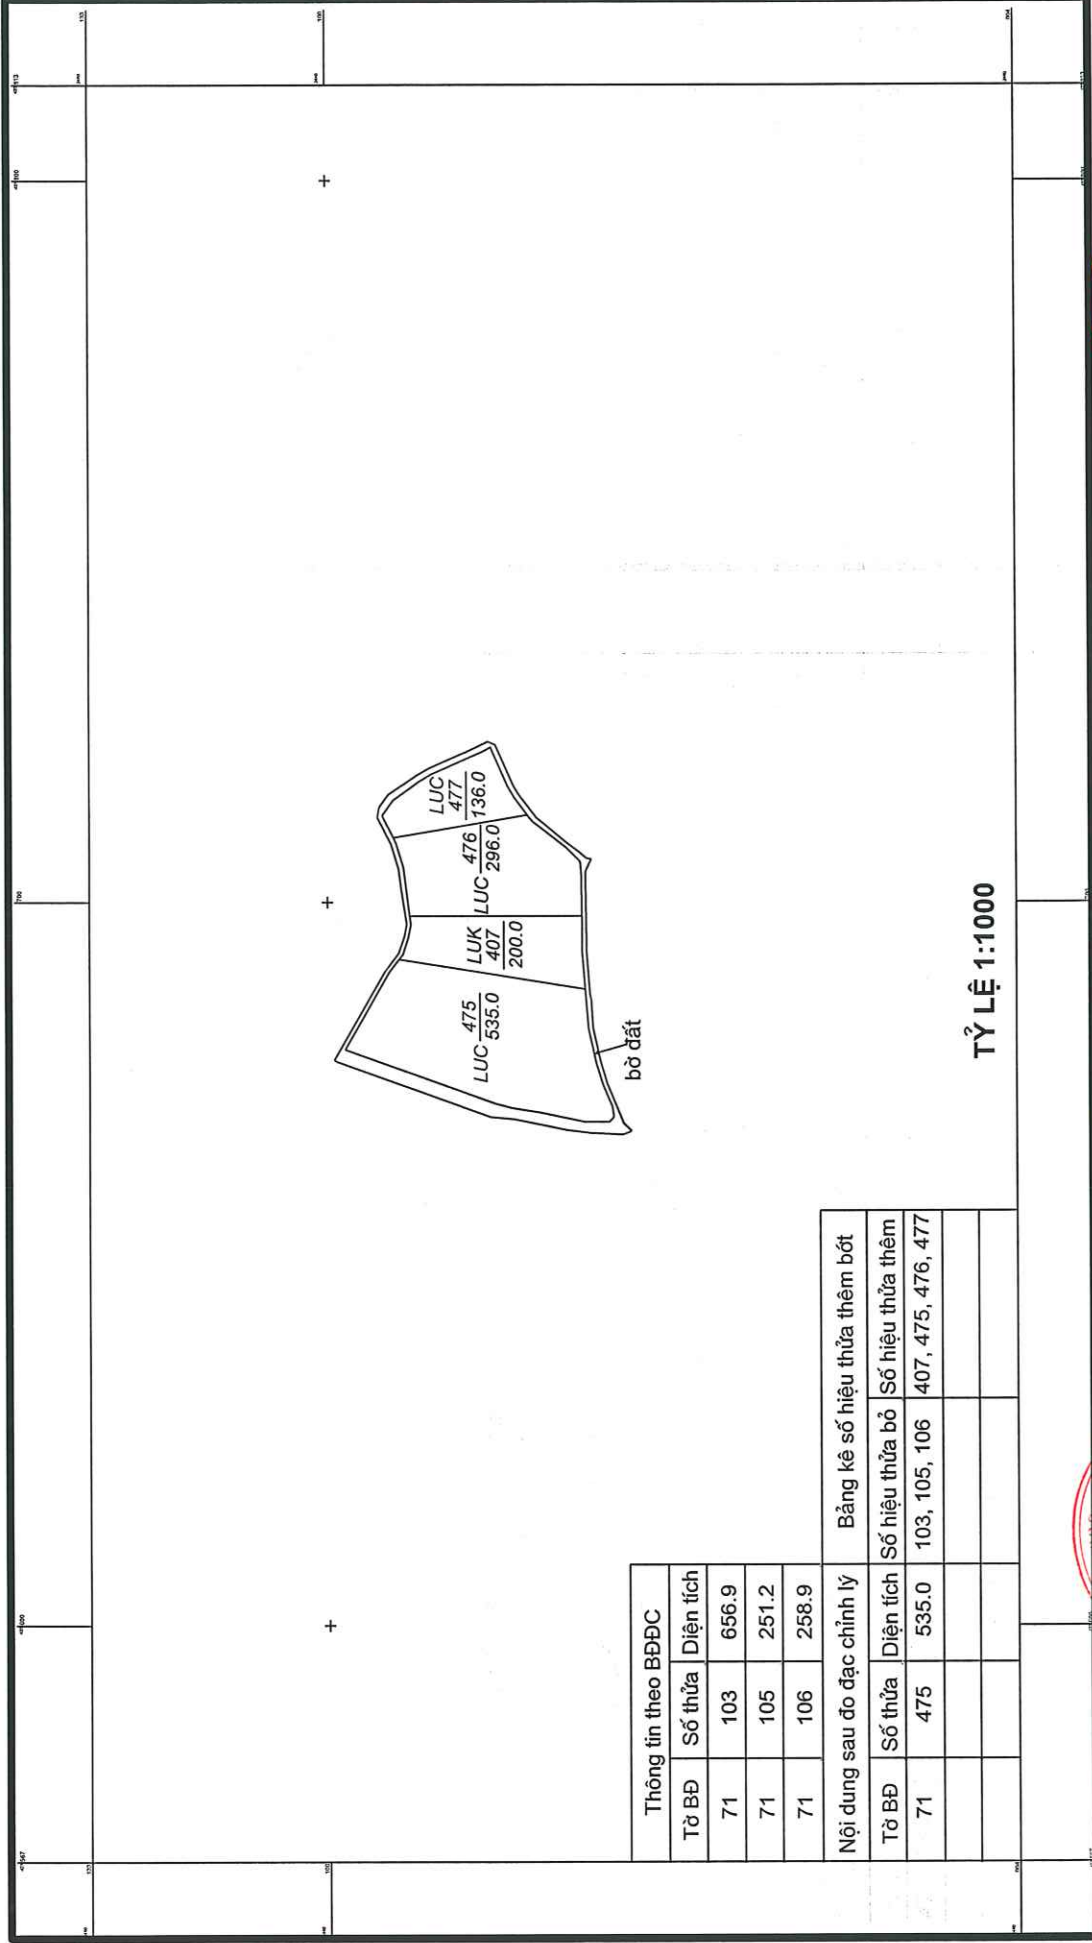 LUC 475
535.0
LUK
407
200.0
LUC 476
296.0
LUC
477
136.0
bờ đất
TỶ LỆ 1:1000
Thông tin theo BĐĐC
Tờ BĐ Số thửa Diện tích
71 103 656.9
71 105 251.2
71 106 258.9
Nội dung sau đo đạc chỉnh lý Bảng kê số hiệu thửa thêm bớt
Tờ BĐ Số thửa Diện tích Số hiệu thửa bỏ Số hiệu thửa thêm
71 475 535.0 103, 105, 106 407, 475, 476, 477
700
100
100